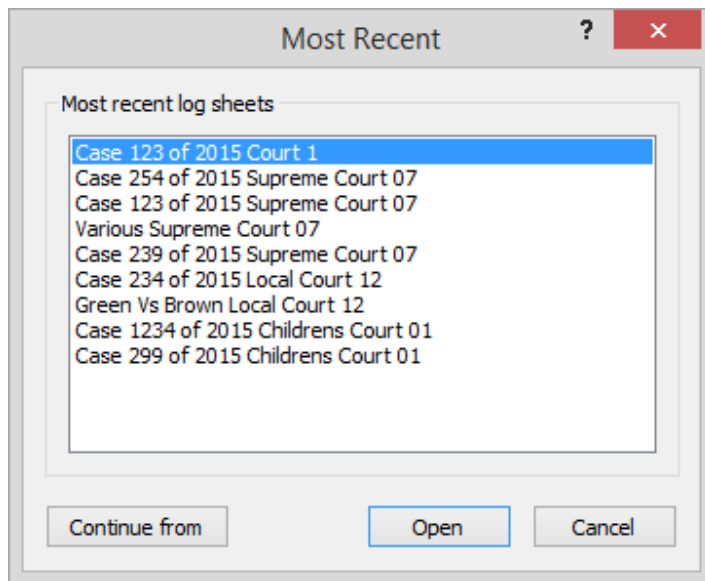 Most Recent ? ×
Most recent log sheets
Case 123 of 2015 Court 1
Case 254 of 2015 Supreme Court 07
Case 123 of 2015 Supreme Court 07
Various Supreme Court 07
Case 239 of 2015 Supreme Court 07
Case 234 of 2015 Local Court 12
Green Vs Brown Local Court 12
Case 1234 of 2015 Childrens Court 01
Case 299 of 2015 Childrens Court 01
Continue from Open Cancel